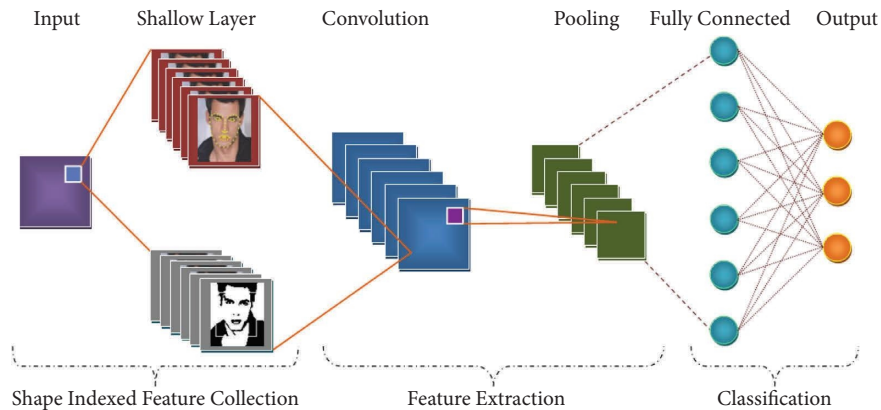 Input
Shallow Layer
Convolution
Pooling
Fully Connected
Output
Shape Indexed Feature Collection
Feature Extraction
Classification